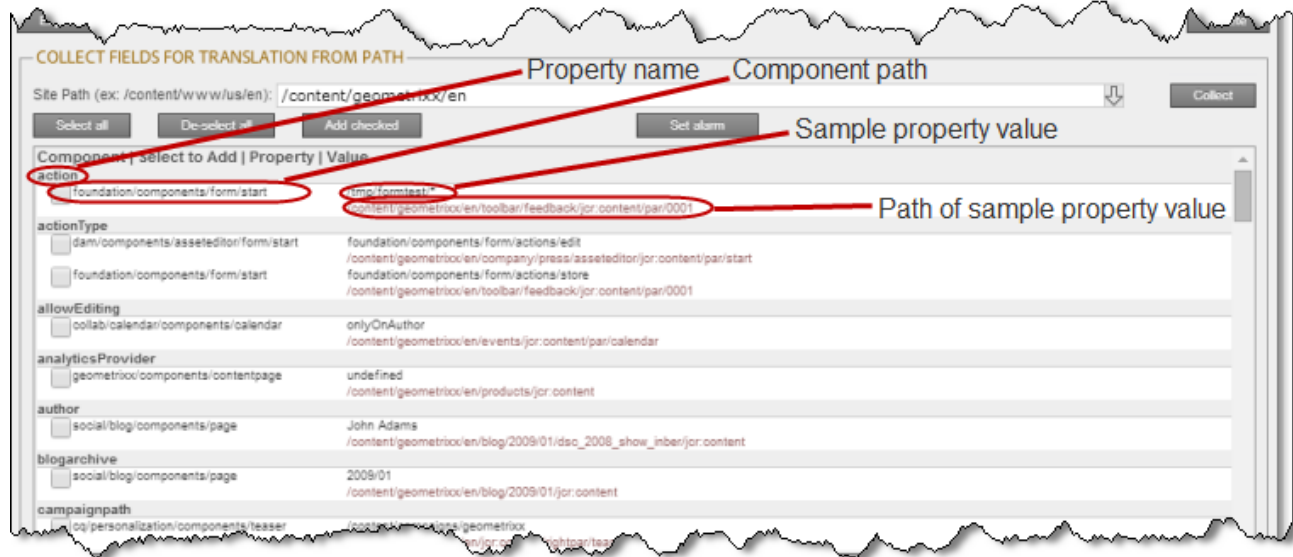 COLLECT FIELDS FOR TRANSLATION FROM PATH
Property name
Component path
Site Path (ex: /content/www/us/en):
/content/geometrixx/en
Collect
Select all
De-select all
Add checked
Set alarm
Sample property value
Component | Select to Add | Property | Value
action
foundation/components/form/start
/tmp/formtest/*
/content/geometrixx/en/toolbar/feedback/jcr:content/par/0001
Path of sample property value
actionType
dam/components/asseteditor/form/start
foundation/components/form/actions/edit
/content/geometrixx/en/company/press/asseteditor/jcr:content/par/start
foundation/components/form/start
foundation/components/form/actions/store
/content/geometrixx/en/toolbar/feedback/jcr:content/par/0001
allowEditing
collab/calendar/components/calendar
onlyOnAuthor
/content/geometrixx/en/events/jcr:content/par/calendar
analyticsProvider
geometrixx/components/contentpage
undefined
/content/geometrixx/en/products/jcr:content
author
social/blog/components/page
John Adams
/content/geometrixx/en/blog/2009/01/dsc_2008_show_inber/jcr:content
blogarchive
social/blog/components/page
2009/01
/content/geometrixx/en/blog/2009/01/jcr:content
campaignpath
cq/personalization/components/teaser